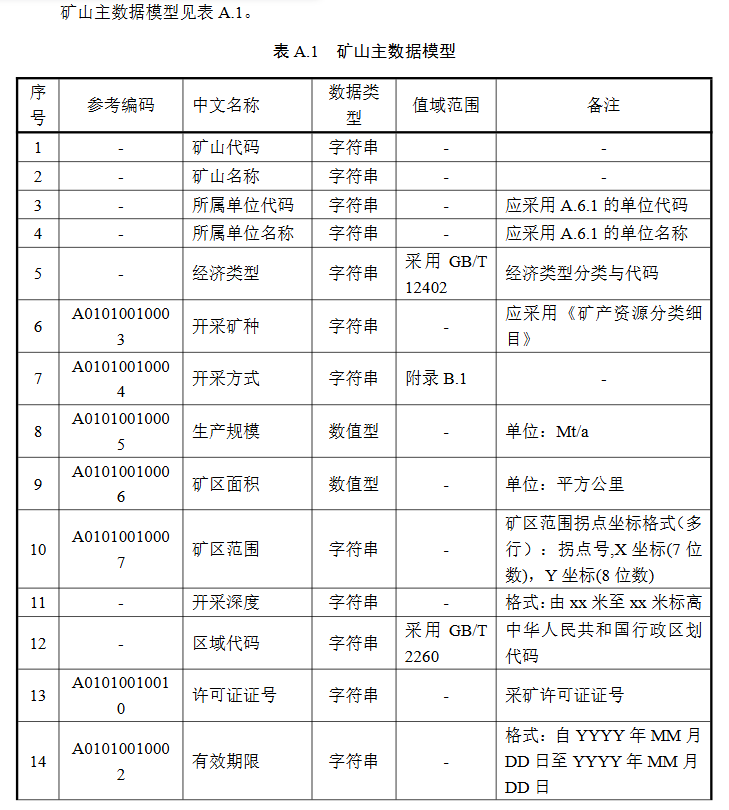 矿山主数据模型见表 A.1。
表 A.1 矿山主数据模型
序号 参考编码 中文名称 数据类型 值域范围 备注
1 - 矿山代码 字符串 - -
2 - 矿山名称 字符串 - -
3 - 所属单位代码 字符串 - 应采用 A.6.1 的单位代码
4 - 所属单位名称 字符串 - 应采用 A.6.1 的单位名称
5 - 经济类型 字符串 采用 GB/T 12402 经济类型分类与代码
6 A01010010003 开采矿种 字符串 - 应采用《矿产资源分类细目》
7 A01010010004 开采方式 字符串 附录 B.1 -
8 A01010010005 生产规模 数值型 - 单位：Mt/a
9 A01010010006 矿区面积 数值型 - 单位：平方公里
10 A01010010007 矿区范围 字符串 - 矿区范围拐点坐标格式（多行）：拐点号,X 坐标(7 位数)，Y 坐标(8 位数)
11 - 开采深度 字符串 - 格式：由 xx 米至 xx 米标高
12 - 区域代码 字符串 采用 GB/T 2260 中华人民共和国行政区划代码
13 A01010010010 许可证证号 字符串 - 采矿许可证证号
14 A01010010002 有效期限 字符串 - 格式：自 YYYY 年 MM 月 DD 日至 YYYY 年 MM 月 DD 日